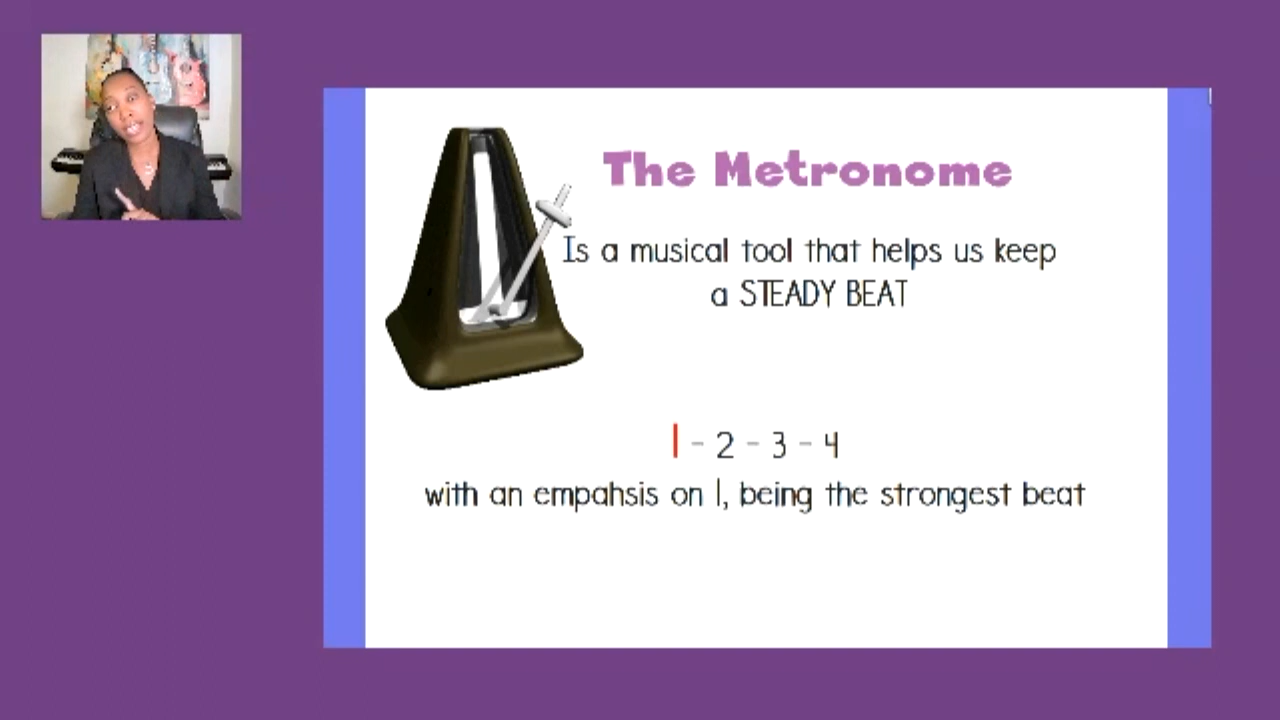 The Metronome
Is a musical tool that helps us keep
a STEADY BEAT
1 - 2 - 3 - 4
with an empahsis on 1, being the strongest beat